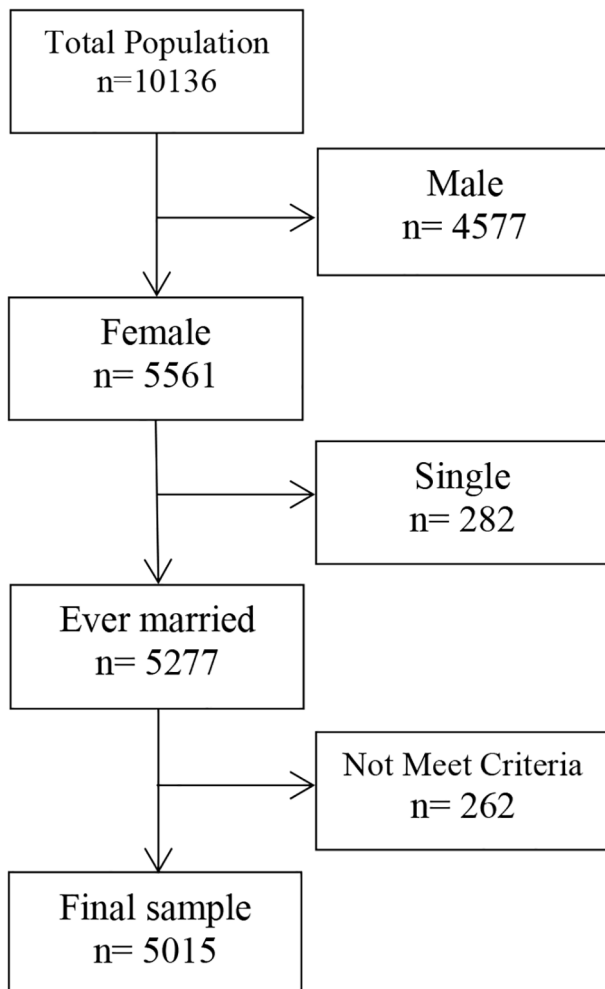 Total Population
n=10136
Male
n= 4577
Female
n= 5561
Single
n= 282
Ever married
n= 5277
Not Meet Criteria
n= 262
Final sample
n= 5015